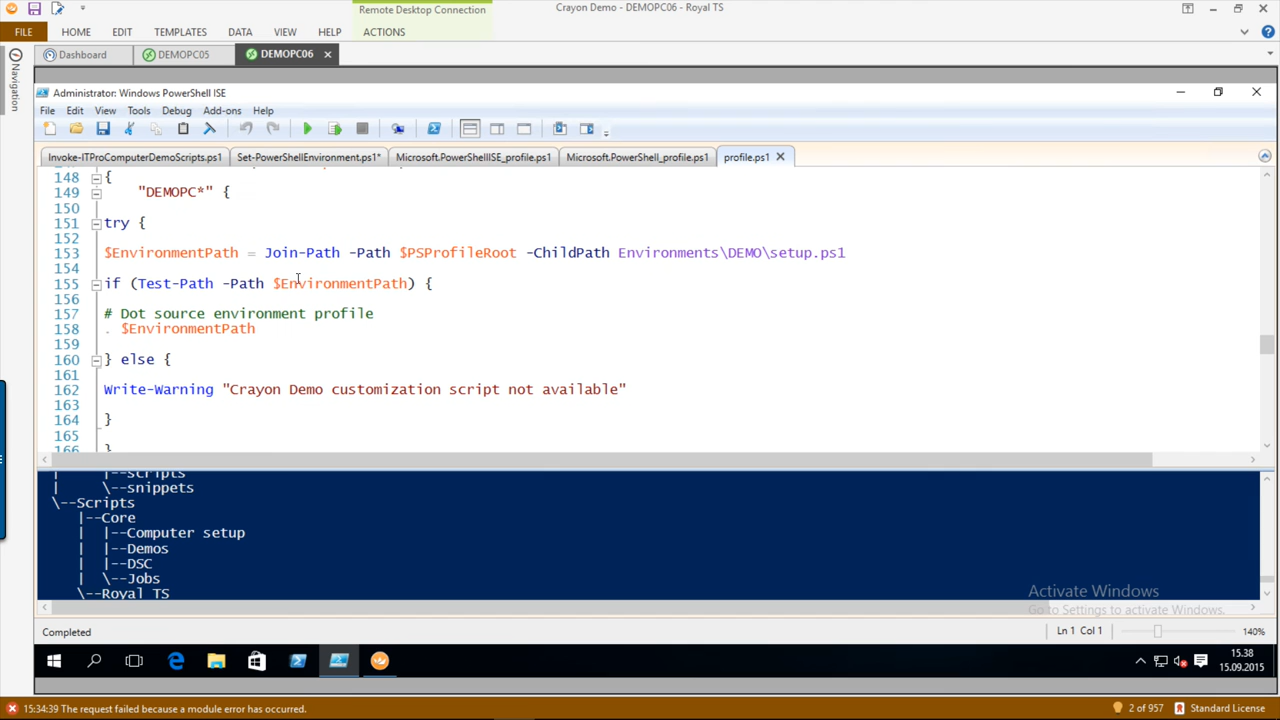 Remote Desktop Connection
Crayon Demo - DEMOPC06 - Royal TS
FILE HOME EDIT TEMPLATES DATA VIEW HELP ACTIONS
Dashboard DEMOPC05 DEMOPC06
Navigation
Administrator: Windows PowerShell ISE
File Edit View Tools Debug Add-ons Help
Invoke-ITProComputerDemoScripts.ps1 Set-PowerShellEnvironment.ps1* Microsoft.PowerShellISE_profile.ps1 Microsoft.PowerShell_profile.ps1 profile.ps1
148 {
149 "DEMOPC*" {
150
151 try {
152
153 $EnvironmentPath = Join-Path -Path $PSProfileRoot -ChildPath Environments\DEMO\setup.ps1
154
155 if (Test-Path -Path $EnvironmentPath) {
156
157 # Dot source environment profile
158 . $EnvironmentPath
159
160 } else {
161
162 Write-Warning "Crayon Demo customization script not available"
163
164 }
165
166 }
| |--scripts
| \--snippets
\--Scripts
|--Core
| |--Computer setup
| |--Demos
| |--DSC
| \--Jobs
\--Royal TS
Activate Windows
Go to Settings to activate Windows.
Completed
Ln 1 Col 1
140%
15.38
15.09.2015
15:34:39 The request failed because a module error has occurred.
2 of 957
Standard License